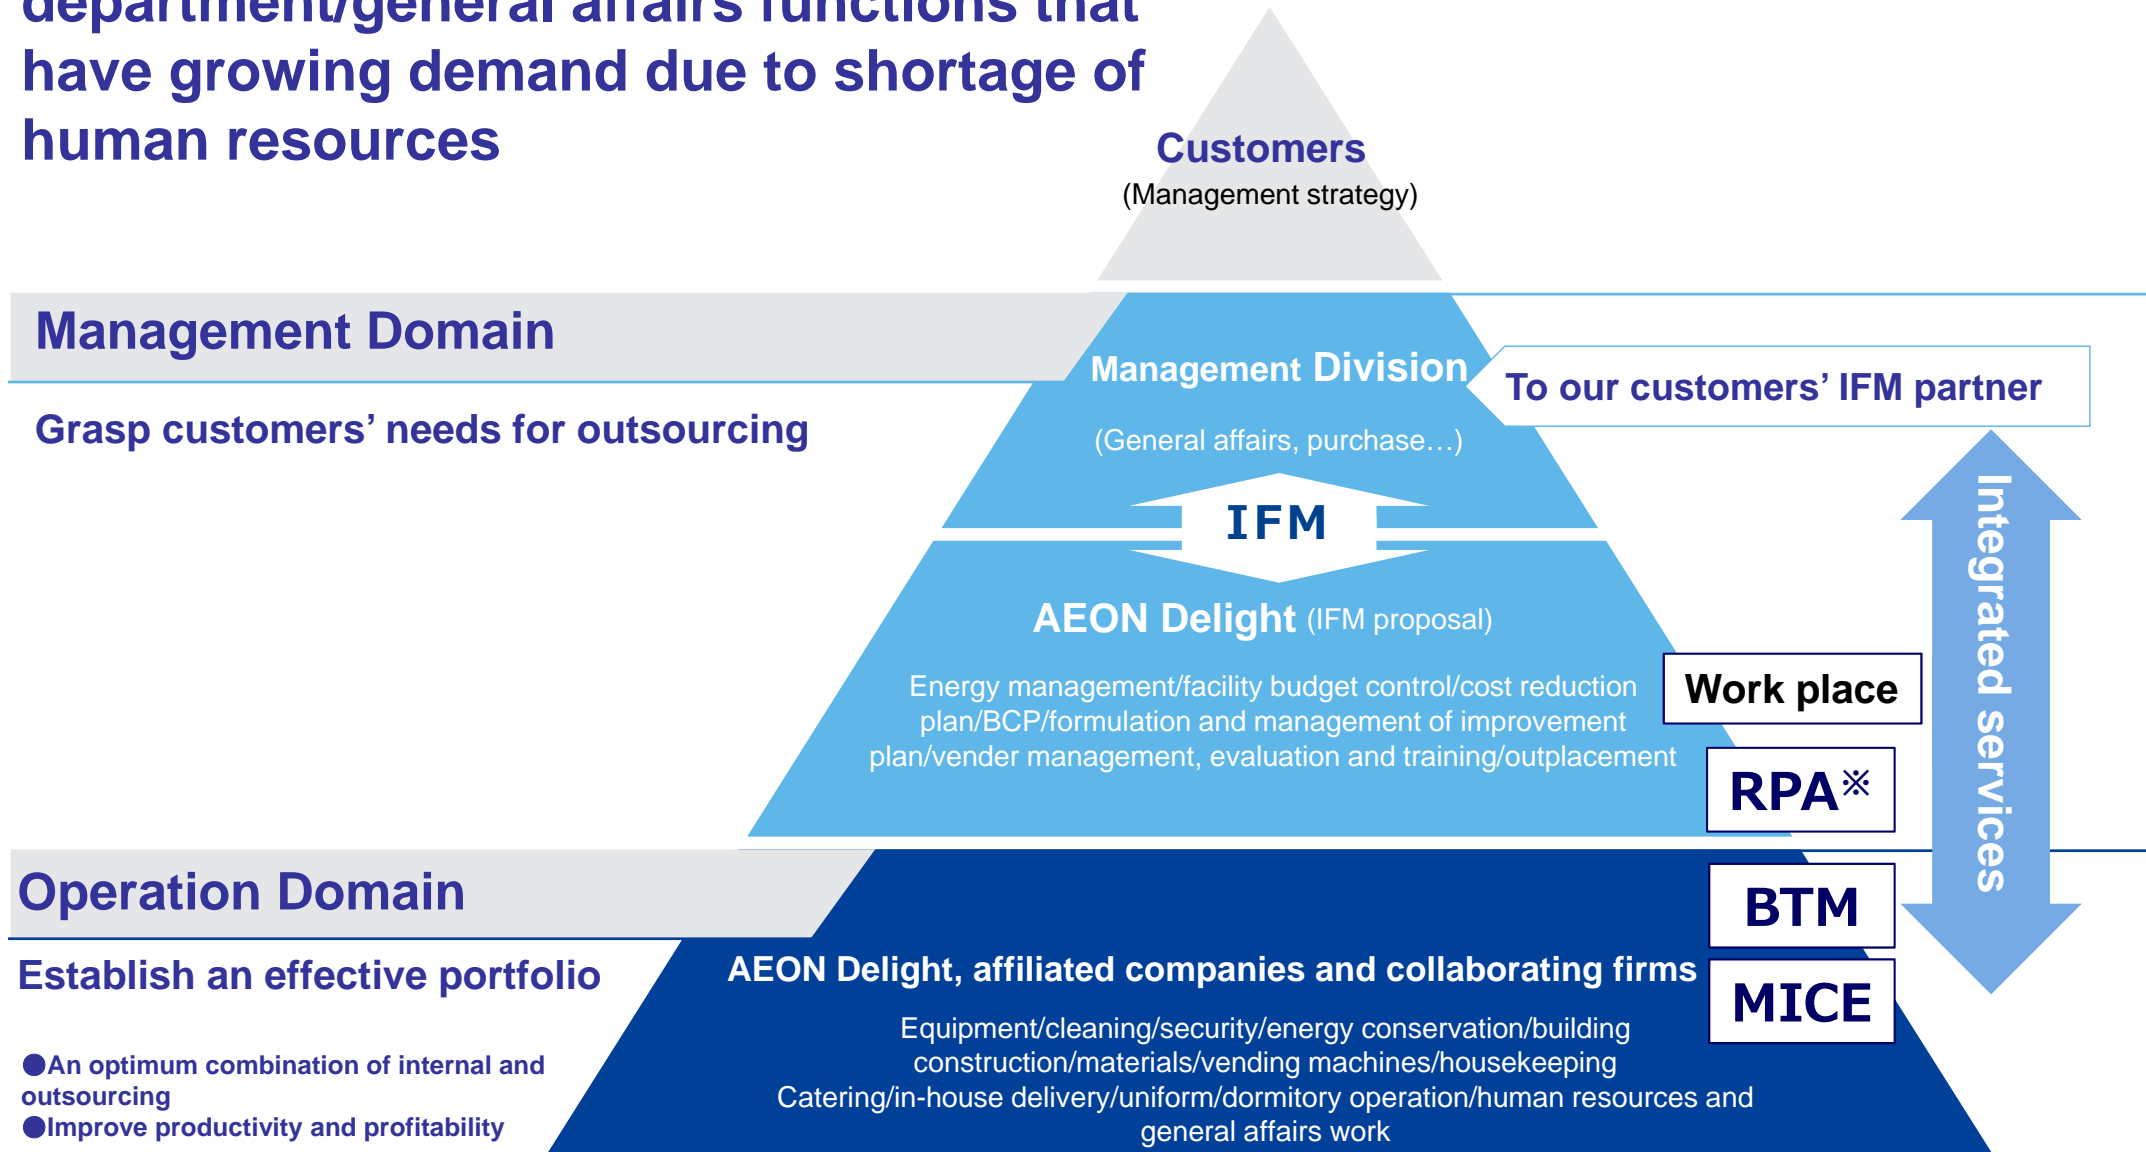 department/general affairs functions that
have growing demand due to shortage of
human resources
Customers
(Management strategy)
Management Domain
Grasp customers’ needs for outsourcing
Management Division
(General affairs, purchase…)
To our customers’ IFM partner
IFM
AEON Delight (IFM proposal)
Energy management/facility budget control/cost reduction
plan/BCP/formulation and management of improvement
plan/vender management, evaluation and training/outplacement
Work place
RPA※
Integrated services
Operation Domain
Establish an effective portfolio
●An optimum combination of internal and
outsourcing
●Improve productivity and profitability
BTM
MICE
AEON Delight, affiliated companies and collaborating firms
Equipment/cleaning/security/energy conservation/building
construction/materials/vending machines/housekeeping
Catering/in-house delivery/uniform/dormitory operation/human resources and
general affairs work